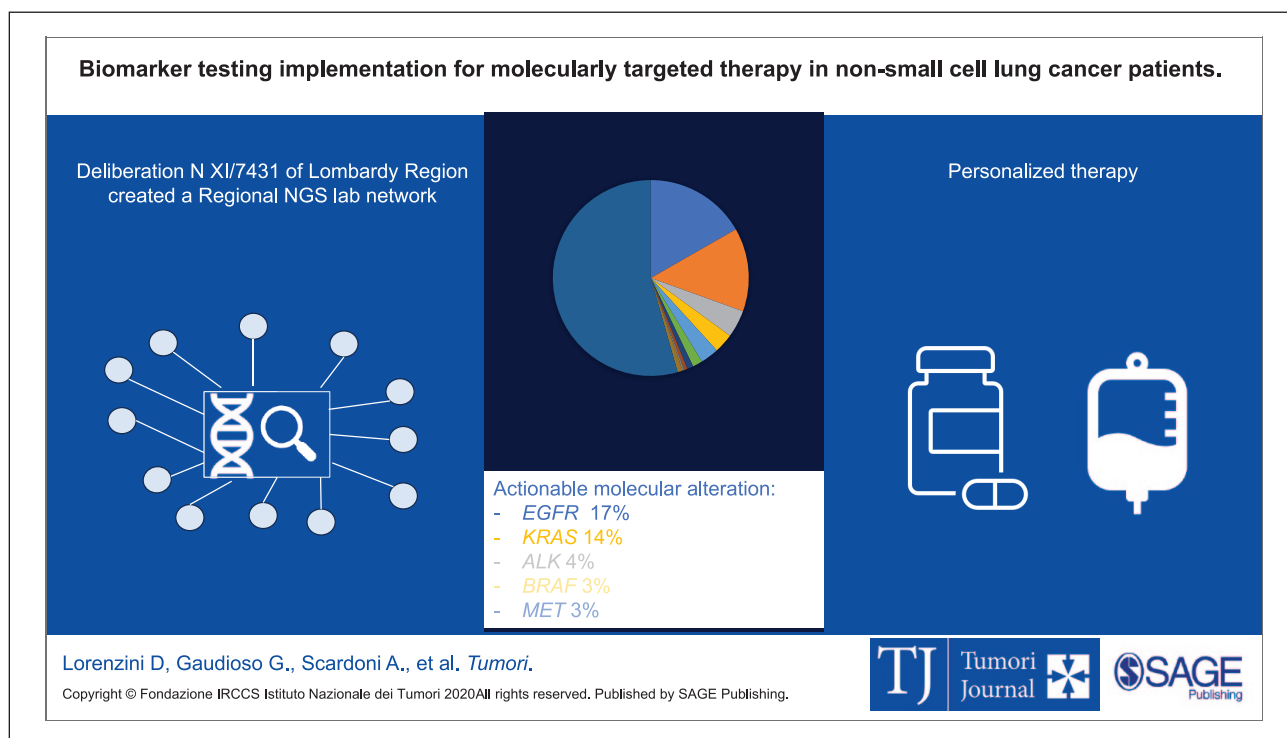 Biomarker testing implementation for molecularly targeted therapy in non-small cell lung cancer patients.
Deliberation N XI/7431 of Lombardy Region
created a Regional NGS lab network
Personalized therapy
Actionable molecular alteration:
- EGFR 17%
- KRAS 14%
- ALK 4%
- BRAF 3%
- MET 3%
Lorenzini D, Gaudioso G., Scardoni A., et al. Tumori.
Copyright © Fondazione IRCCS Istituto Nazionale dei Tumori 2020All rights reserved. Published by SAGE Publishing.
TJ
Tumori
Journal
SSAGE
Publishing